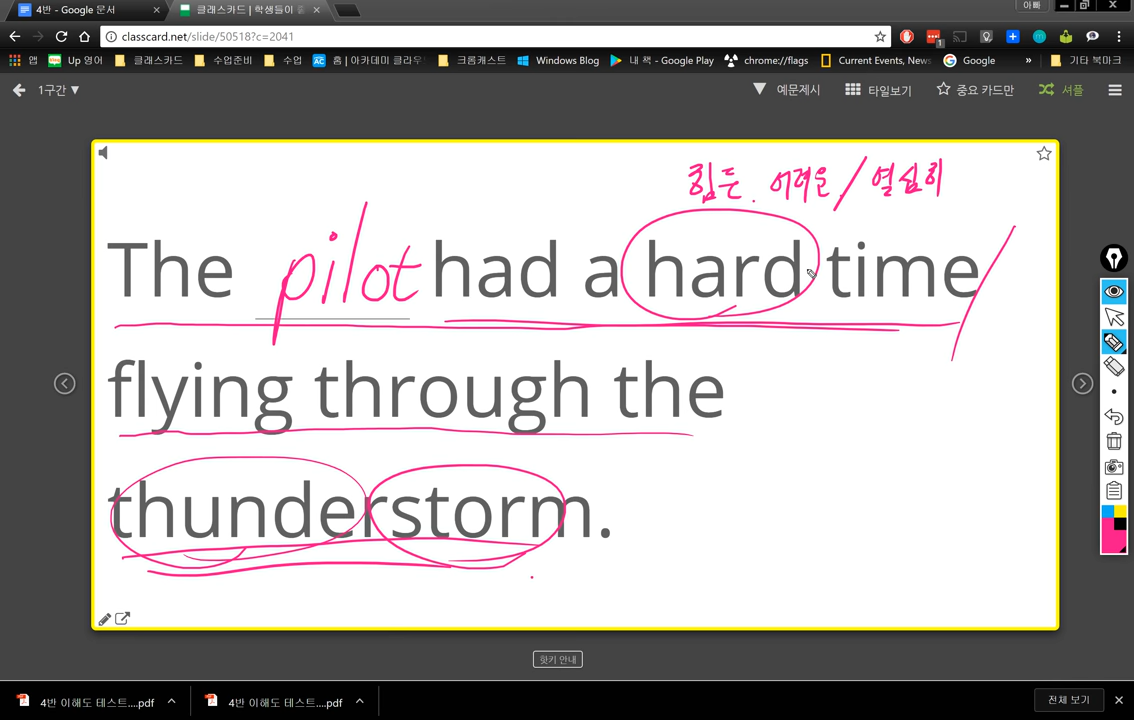 4반 - Google 문서
클래스카드 | 학생들이 좋
아빠
classcard.net/slide/50518?c=2041
앱 Up 영어 클래스카드 수업준비 수업 홈 | 아카데미 클라우 크롬캐스트 Windows Blog 내 책 - Google Play chrome://flags Current Events, News Google » 기타 북마크
1구간 ▼ ▼ 예문제시 타일보기 중요 카드만 셔플
힘든. 어려운 / 열심히
The pilot had a hard time /
flying through the
thunderstorm.
핫키 안내
4반 이해도 테스트....pdf 4반 이해도 테스트....pdf 전체 보기